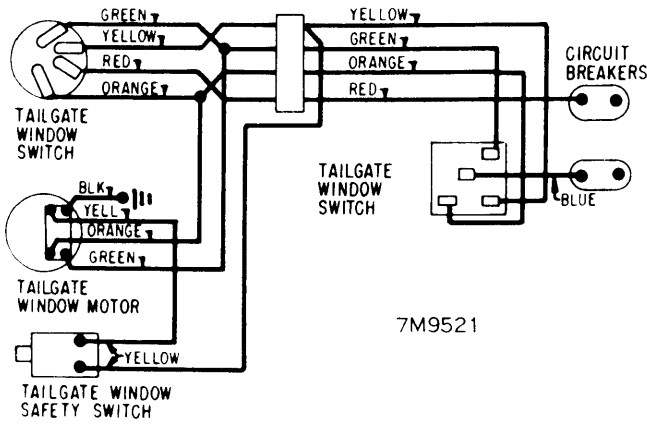 GREEN
YELLOW
RED
ORANGE
TAILGATE
WINDOW
SWITCH
YELLOW
GREEN
ORANGE
RED
CIRCUIT
BREAKERS
TAILGATE
WINDOW
SWITCH
BLUE
BLK
YELL
ORANGE
GREEN
TAILGATE
WINDOW MOTOR
7M9521
YELLOW
TAILGATE WINDOW
SAFETY SWITCH